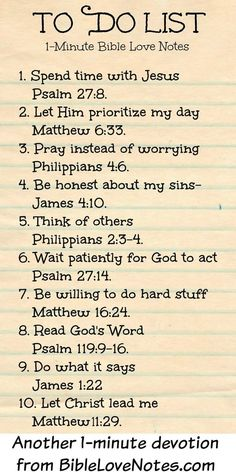 TO DO LIST
1-Minute Bible Love Notes
1. Spend time with Jesus
Psalm 27:8.
2. Let Him prioritize my day
Matthew 6:33.
3. Pray instead of worrying
Philippians 4:6.
4. Be honest about my sins-
James 4:10.
5. Think of others
Philippians 2:3-4.
6. Wait patiently for God to act
Psalm 27:14.
7. Be willing to do hard stuff
Matthew 16:24.
8. Read God's Word
Psalm 119:9-16.
9. Do what it says
James 1:22
10. Let Christ lead me
Matthew11:29.
Another 1-minute devotion
from BibleLoveNotes.com